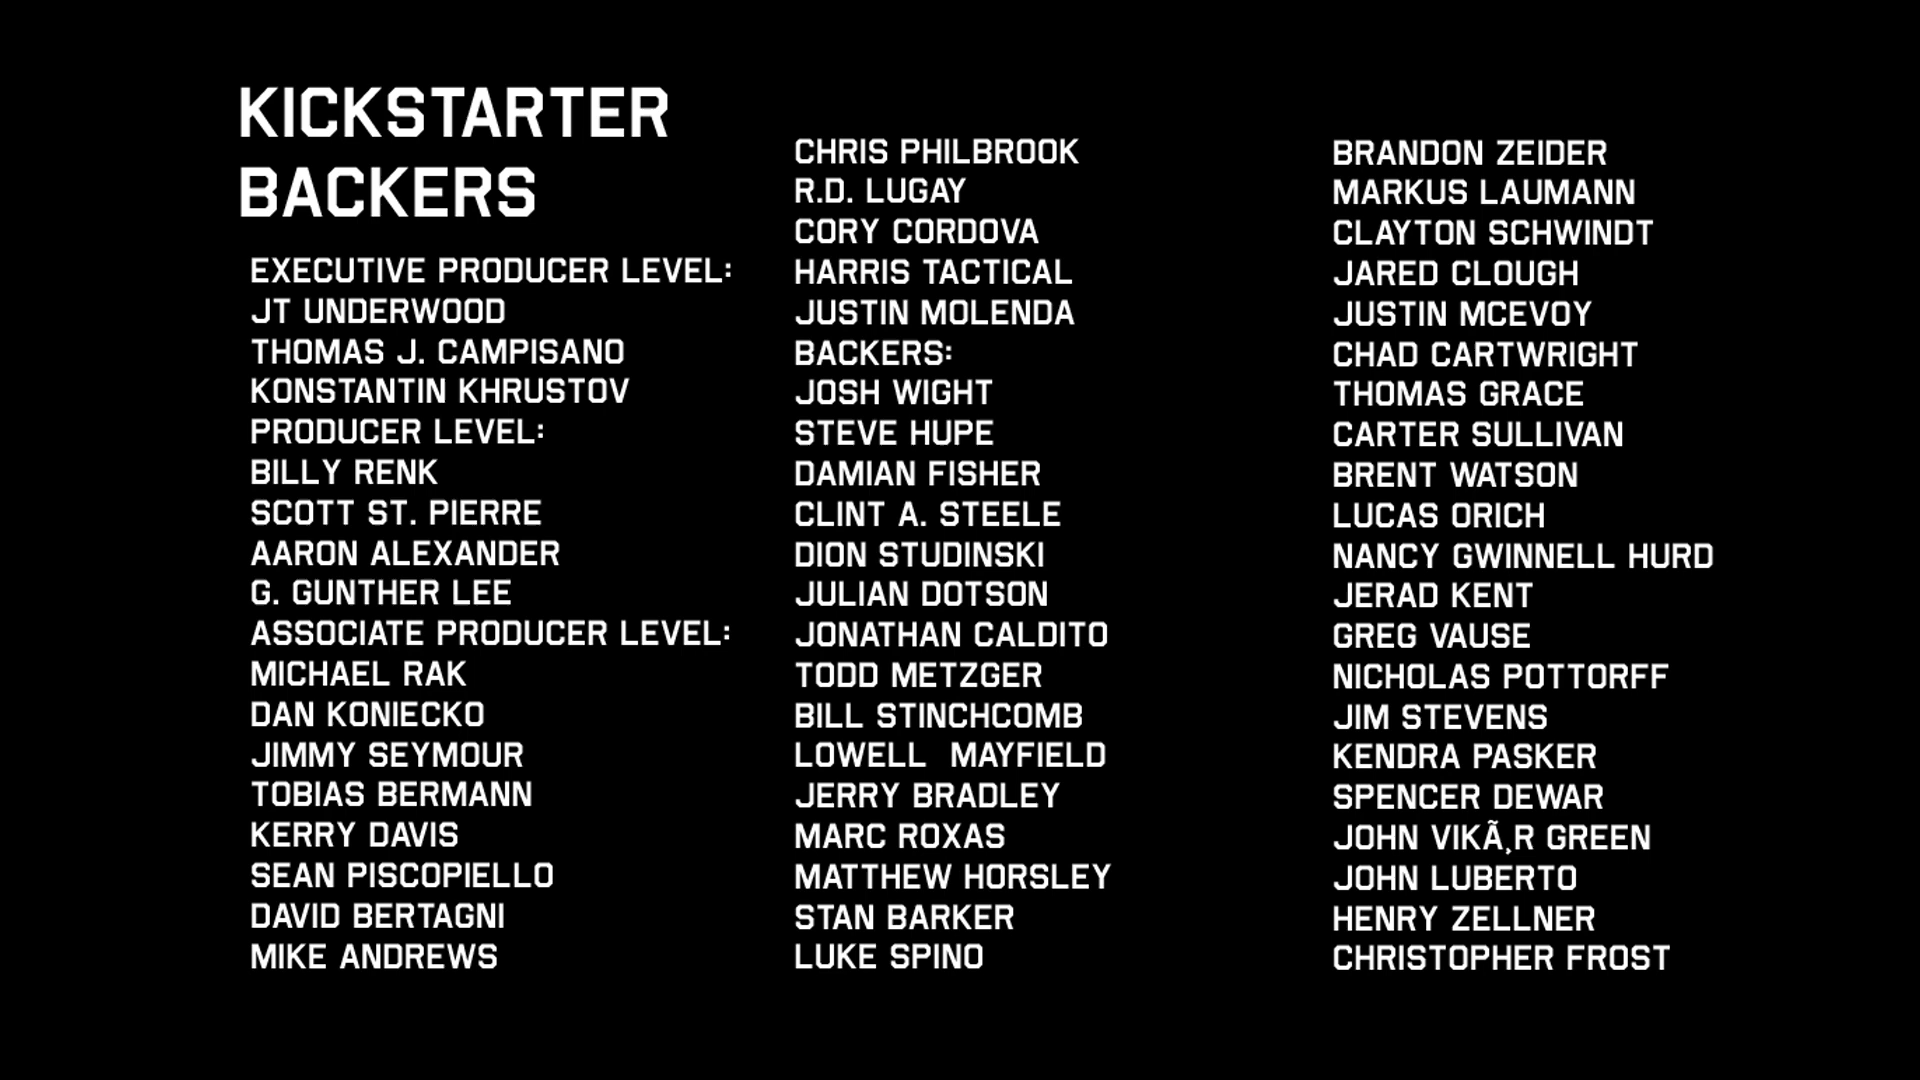 KICKSTARTER
BACKERS
EXECUTIVE PRODUCER LEVEL:
JT UNDERWOOD
THOMAS J. CAMPISANO
KONSTANTIN KHRUSTOV
PRODUCER LEVEL:
BILLY RENK
SCOTT ST. PIERRE
AARON ALEXANDER
G. GUNTHER LEE
ASSOCIATE PRODUCER LEVEL:
MICHAEL RAK
DAN KONIECKO
JIMMY SEYMOUR
TOBIAS BERMANN
KERRY DAVIS
SEAN PISCOPIELLO
DAVID BERTAGNI
MIKE ANDREWS
CHRIS PHILBROOK
R.D. LUGAY
CORY CORDOVA
HARRIS TACTICAL
JUSTIN MOLENDA
BACKERS:
JOSH WIGHT
STEVE HUPE
DAMIAN FISHER
CLINT A. STEELE
DION STUDINSKI
JULIAN DOTSON
JONATHAN CALDITO
TODD METZGER
BILL STINCHCOMB
LOWELL  MAYFIELD
JERRY BRADLEY
MARC ROXAS
MATTHEW HORSLEY
STAN BARKER
LUKE SPINO
BRANDON ZEIDER
MARKUS LAUMANN
CLAYTON SCHWINDT
JARED CLOUGH
JUSTIN MCEVOY
CHAD CARTWRIGHT
THOMAS GRACE
CARTER SULLIVAN
BRENT WATSON
LUCAS ORICH
NANCY GWINNELL HURD
JERAD KENT
GREG VAUSE
NICHOLAS POTTORFF
JIM STEVENS
KENDRA PASKER
SPENCER DEWAR
JOHN VIKÃ¸R GREEN
JOHN LUBERTO
HENRY ZELLNER
CHRISTOPHER FROST